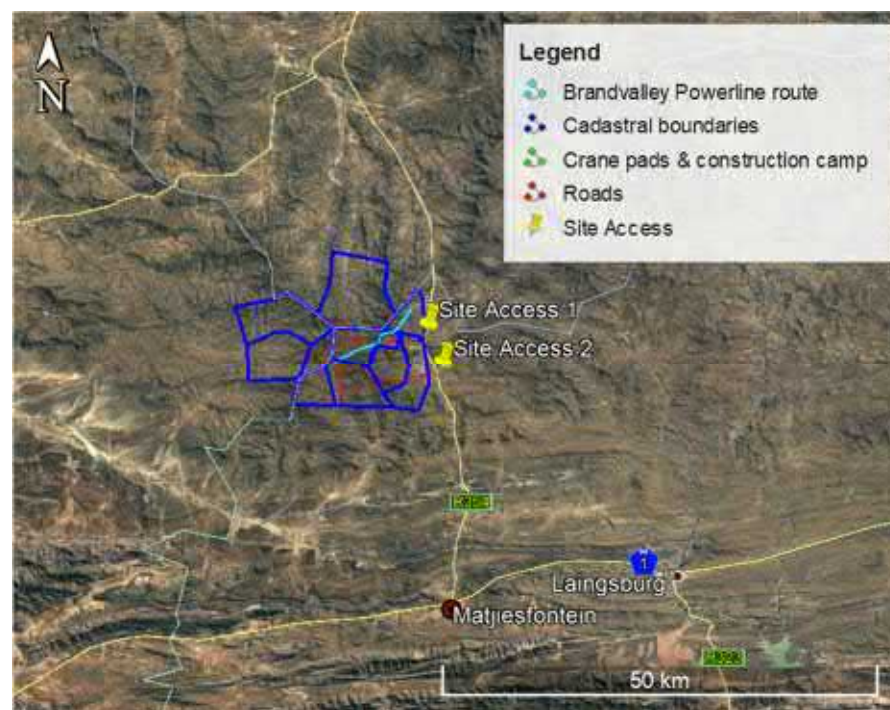 N
Legend
Brandvalley Powerline route
Cadastral boundaries
Crane pads & construction camp
Roads
Site Access
Site Access 1
Site Access 2
1
Laingsburg
Matjiesfontein
R323
50 km